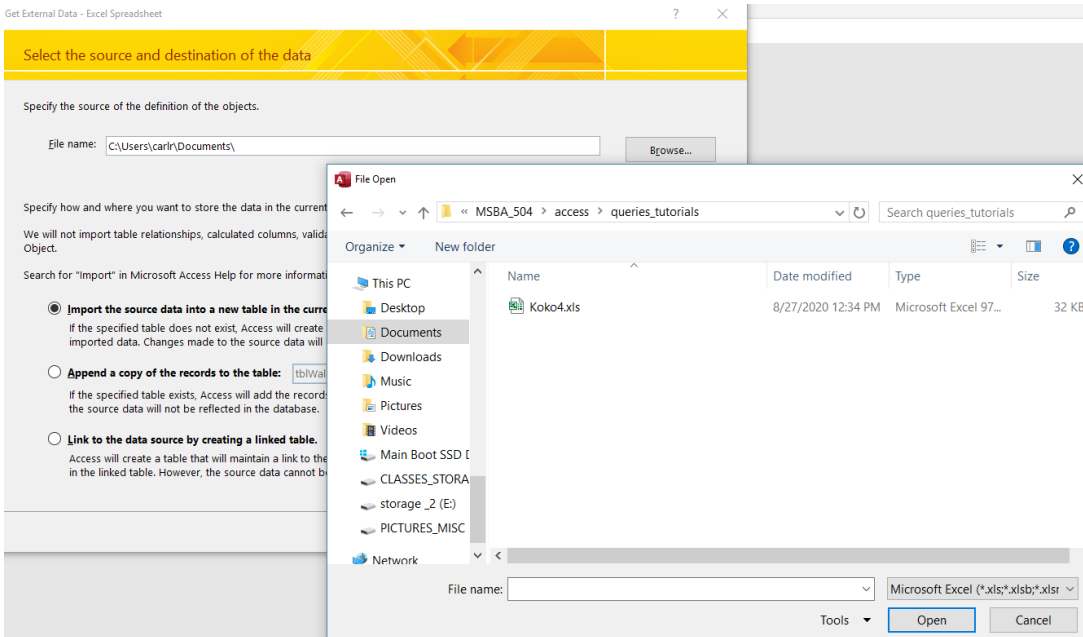 Get External Data - Excel Spreadsheet
?
Select the source and destination of the data
Specify the source of the definition of the objects.
File name: C:\Users\carlr\Documents\
Browse...
File Open
Specify how and where you want to store the data in the current
« MSBA_504 > access > queries_tutorials
Search queries_tutorials
We will not import table relationships, calculated columns, valida
Object.
Organize
New folder
?
Search for "Import" in Microsoft Access Help for more informati
Import the source data into a new table in the curre
If the specified table does not exist, Access will create
imported data. Changes made to the source data will
Append a copy of the records to the table: tblWal
If the specified table exists, Access will add the record
the source data will not be reflected in the database.
Link to the data source by creating a linked table.
Access will create a table that will maintain a link to the
in the linked table. However, the source data cannot b
This PC
Desktop
Documents
Downloads
Music
Pictures
Videos
Main Boot SSD
CLASSES_STORA
storage _2 (E:)
PICTURES_MISC
Network
Name Date modified Type Size
Koko4.xls 8/27/2020 12:34 PM Microsoft Excel 97... 32 KB
File name:
Microsoft Excel (*.xls;*.xlsb;*.xlsr
Tools Open Cancel